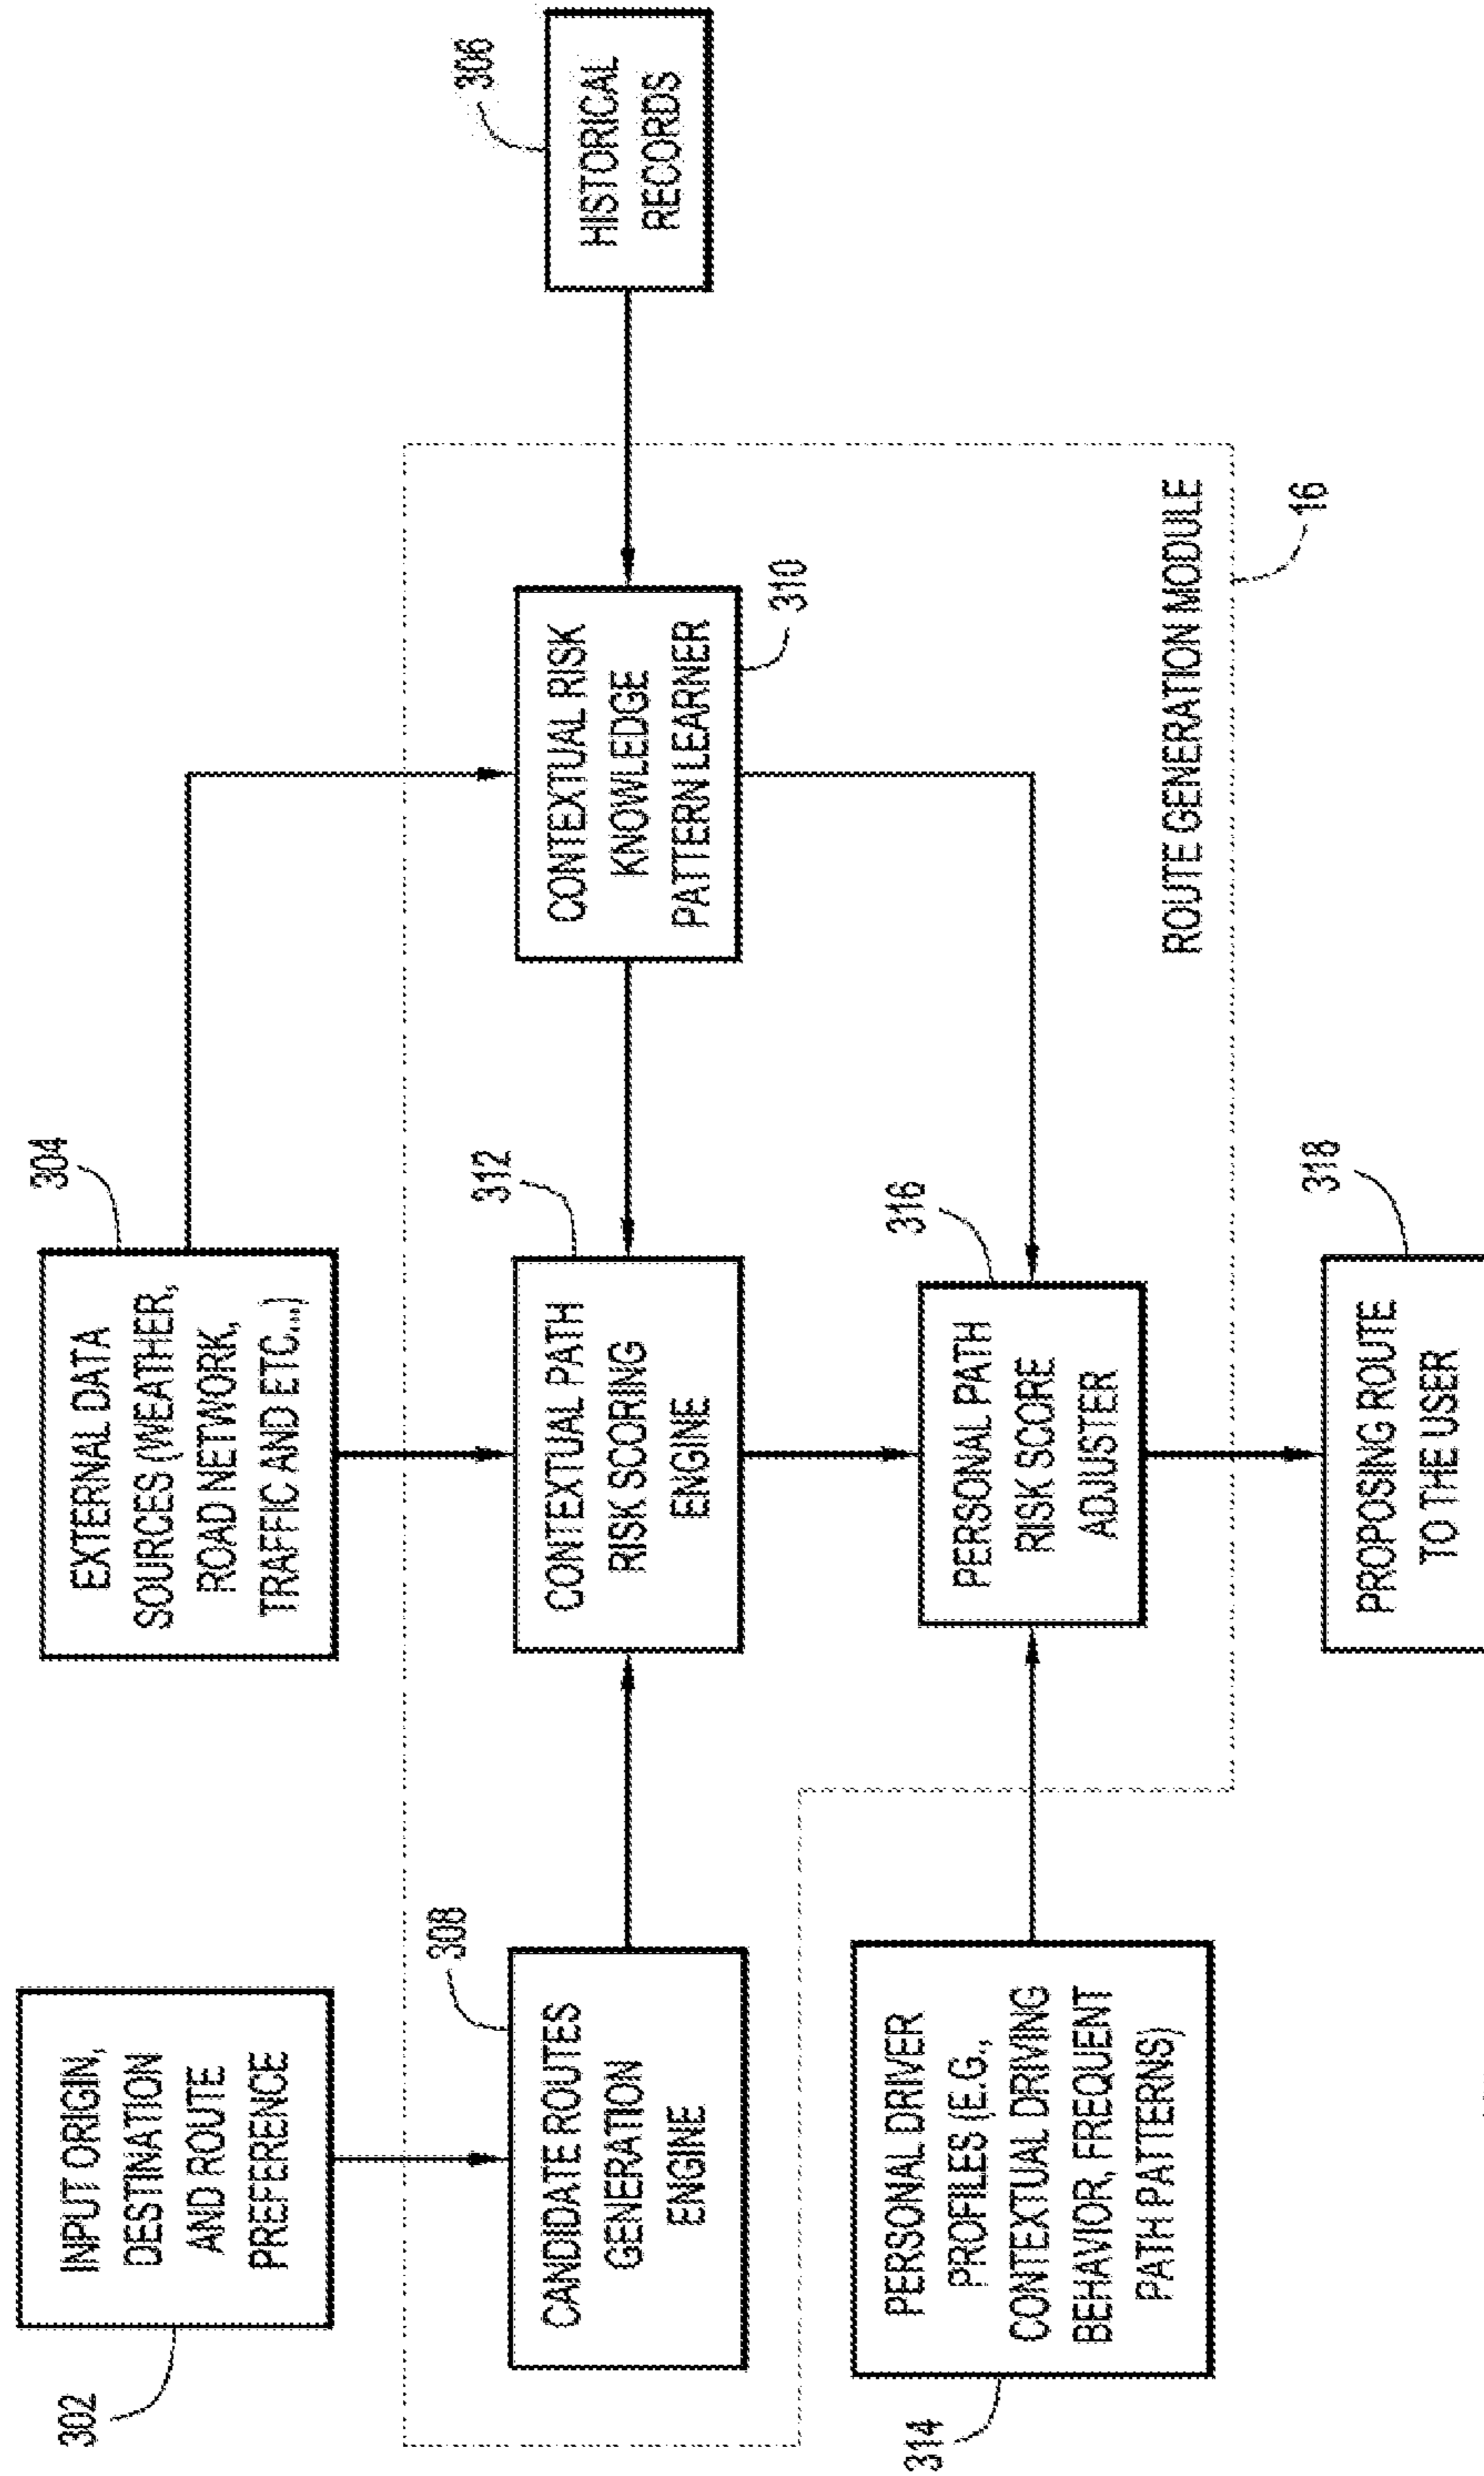 302
INPUT ORIGIN,
DESTINATION
AND ROUTE
PREFERENCE
304
EXTERNAL DATA
SOURCES (WEATHER,
ROAD NETWORK,
TRAFFIC AND ETC...)
308
CANDIDATE ROUTES
GENERATION
ENGINE
312
CONTEXTUAL PATH
RISK SCORING
ENGINE
CONTEXTUAL RISK
KNOWLEDGE
PATTERN LEARNER
310
306
HISTORICAL
RECORDS
314
PERSONAL DRIVER
PROFILES (E.G.,
CONTEXTUAL DRIVING
BEHAVIOR, FREQUENT
PATH PATTERNS)
316
PERSONAL PATH
RISK SCORE
ADJUSTER
ROUTE GENERATION MODULE
16
318
PROPOSING ROUTE
TO THE USER